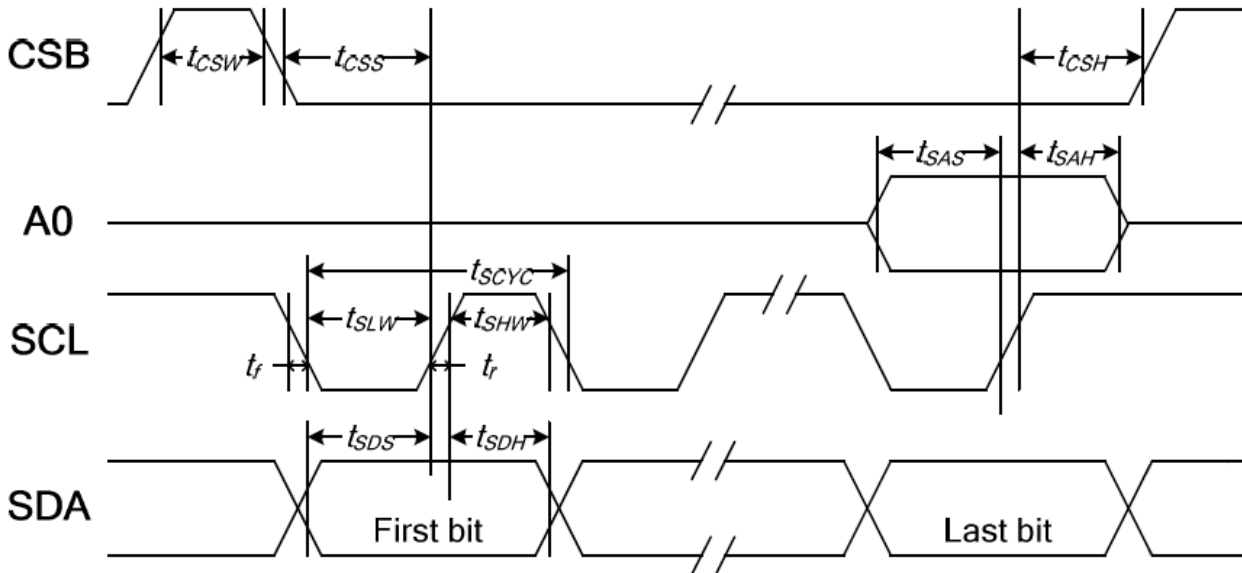 CSB
tCSW
tCSS
tCSH
tSAS
tSAH
A0
tSCYC
SCL
tSLW
tSHW
tf
tr
tSDS
tSDH
SDA
First bit
Last bit